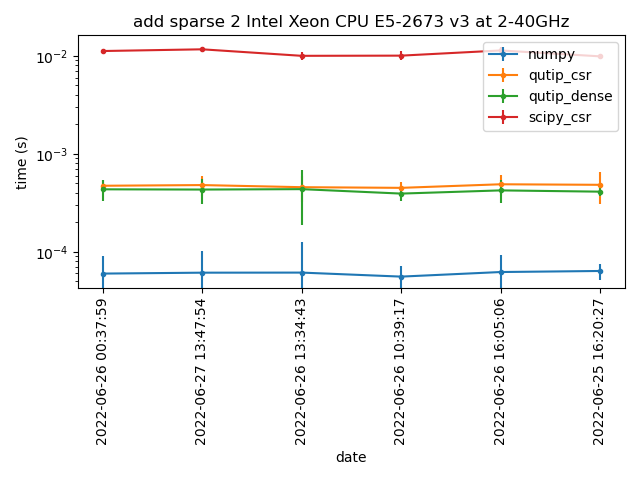 add sparse 2 Intel Xeon CPU E5-2673 v3 at 2-40GHz
10⁻²
10⁻³
10⁻⁴
time (s)
numpy
qutip_csr
qutip_dense
scipy_csr
2022-06-26 00:37:59
2022-06-27 13:47:54
2022-06-26 13:34:43
2022-06-26 10:39:17
2022-06-26 16:05:06
2022-06-25 16:20:27
date